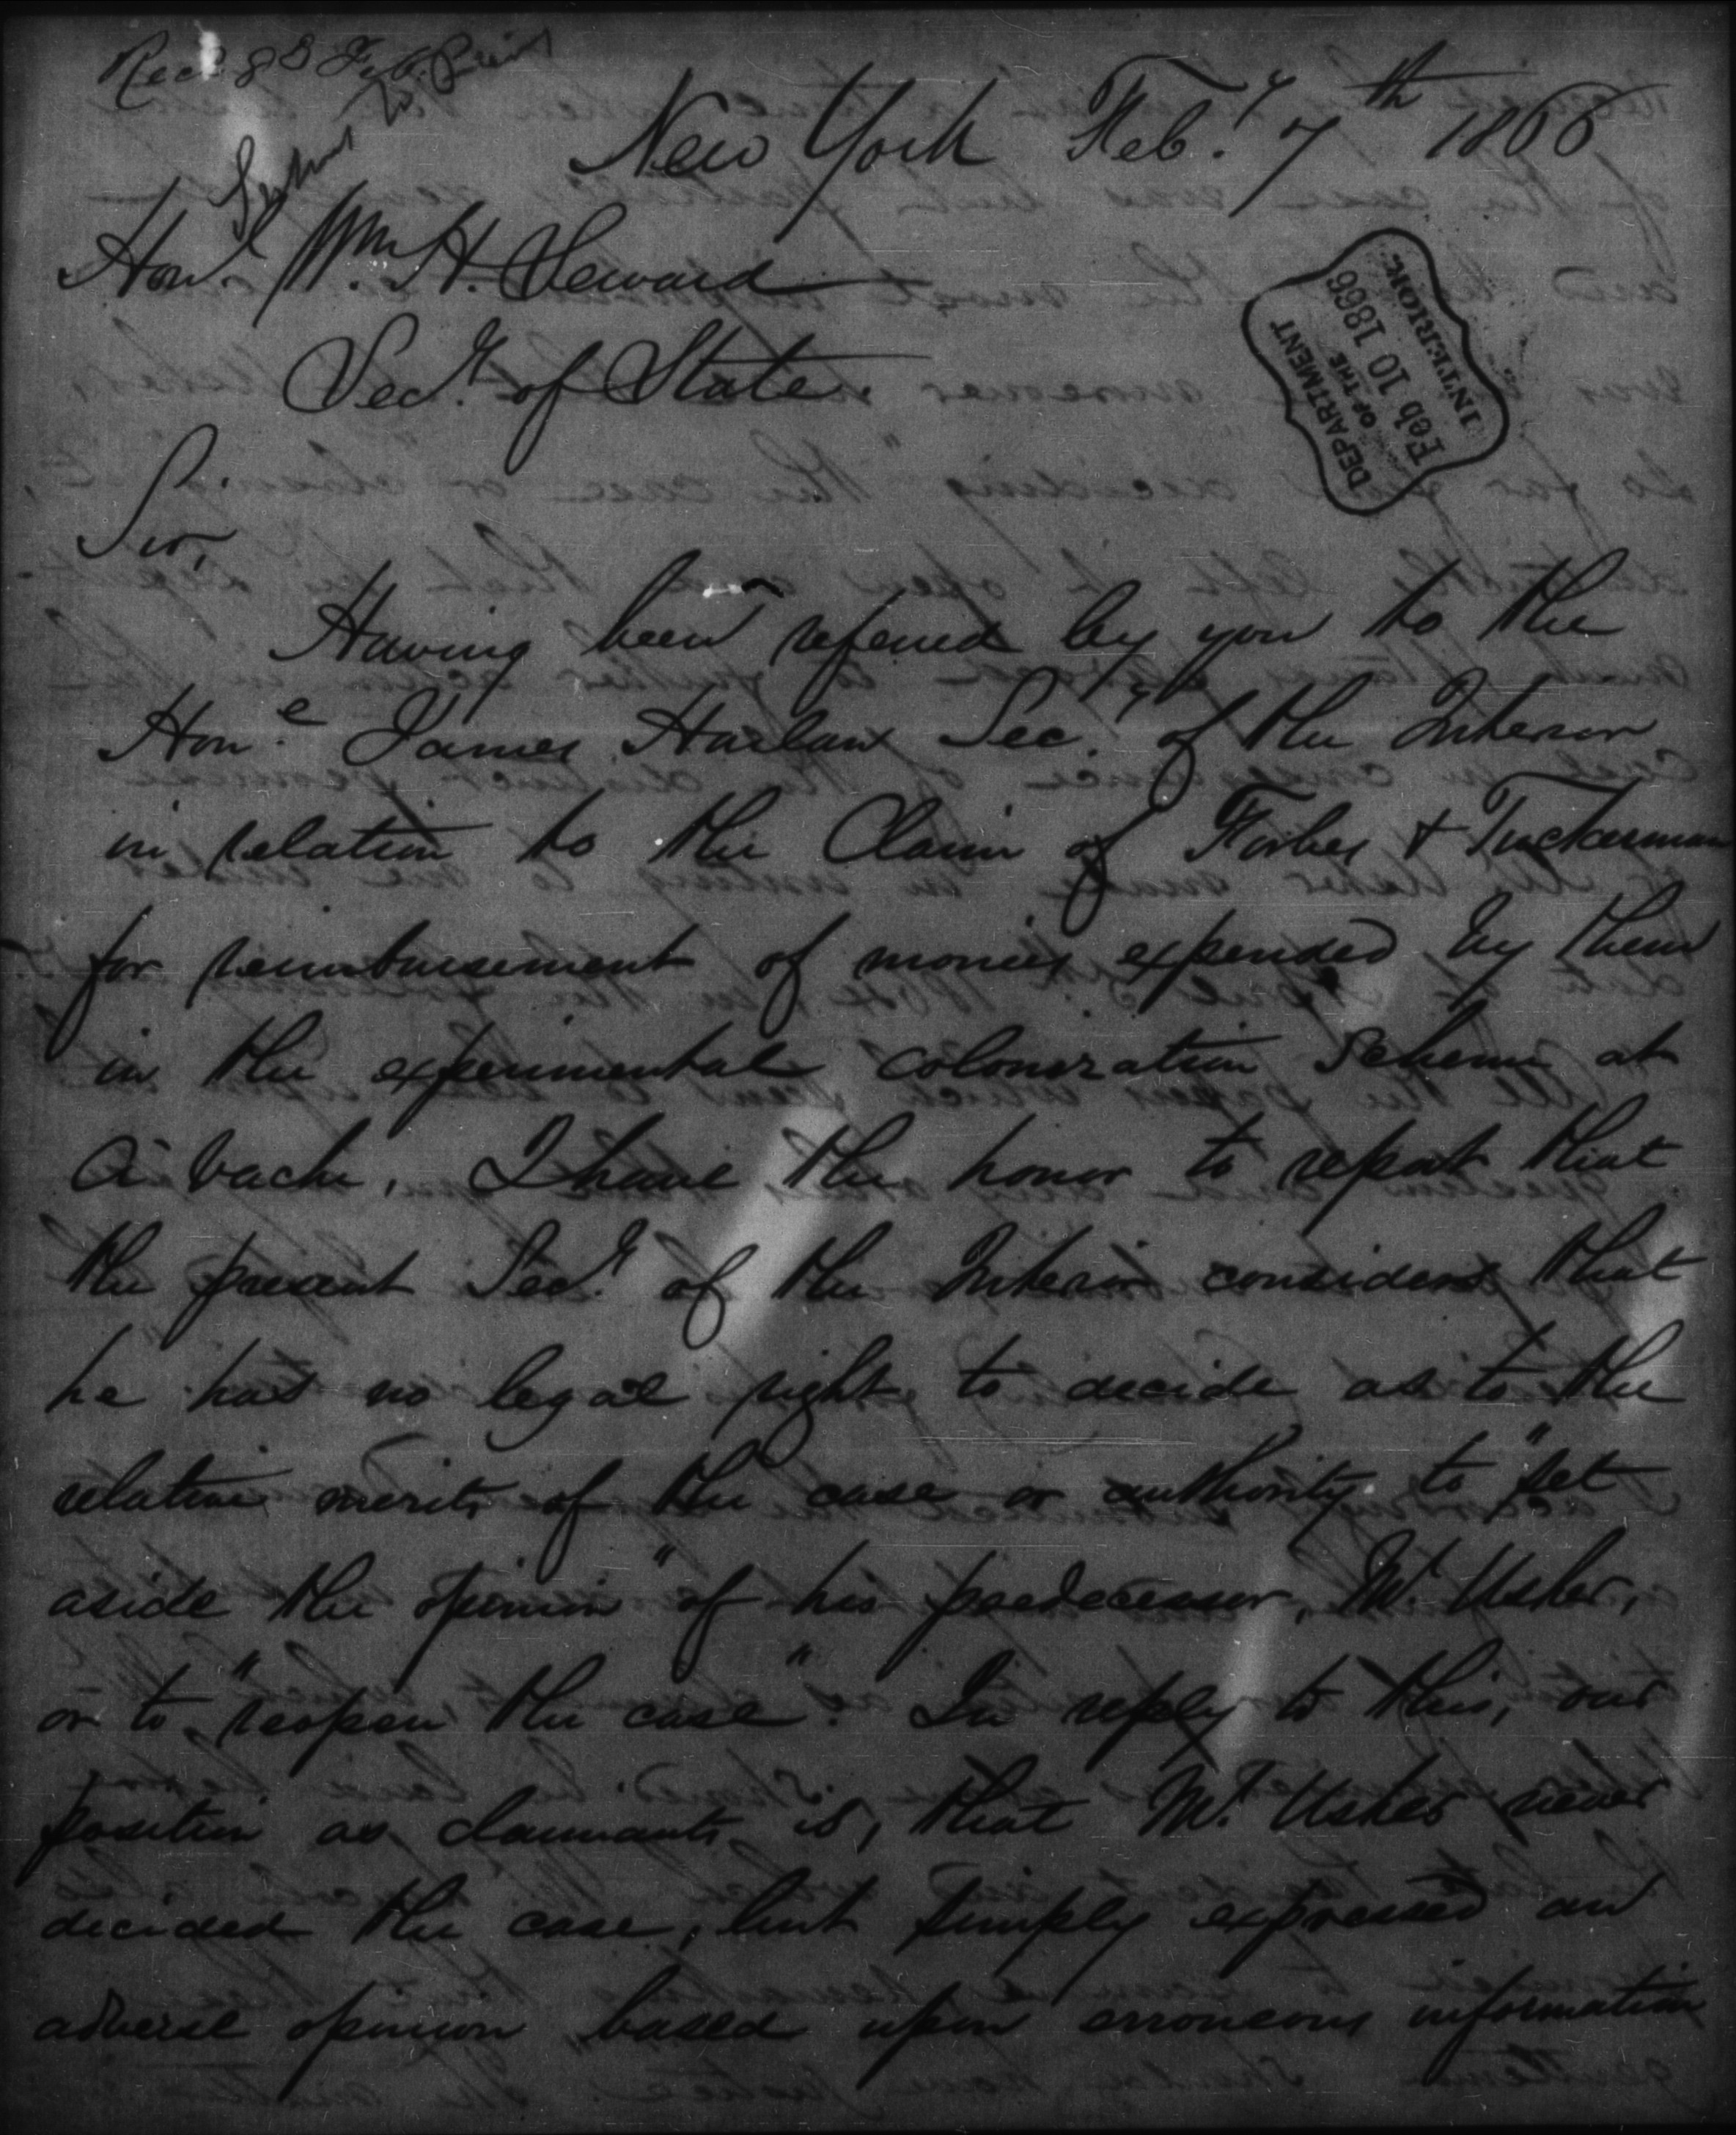 Recd 8th Feb.
New York Feb.y 7th 1866
Honl. Wm. H. Seward
Secy. of State.
DEPARTMENT
OF THE
Feb 10 1866
INTERIOR.
Sir,
Having been referred by you to the
Hon.e James Harlan Secy. of the Interior
in relation to the Claim of Forbes & Tuckerman
for reimbursement of monies expended by them
in the experimental colonization scheme at
A'vache, I have the honor to report that
the present Secy. of the Interior considers that
he has no legal right to decide as to the
relative merits of the case or authority to "set
aside the opinion" of his predecessor, Mr. Usher,
or to "reopen the case". In reply to this, our
position as claimants is, that Mr. Usher never
decided the case, but simply expressed an
adverse opinion based upon erroneous information